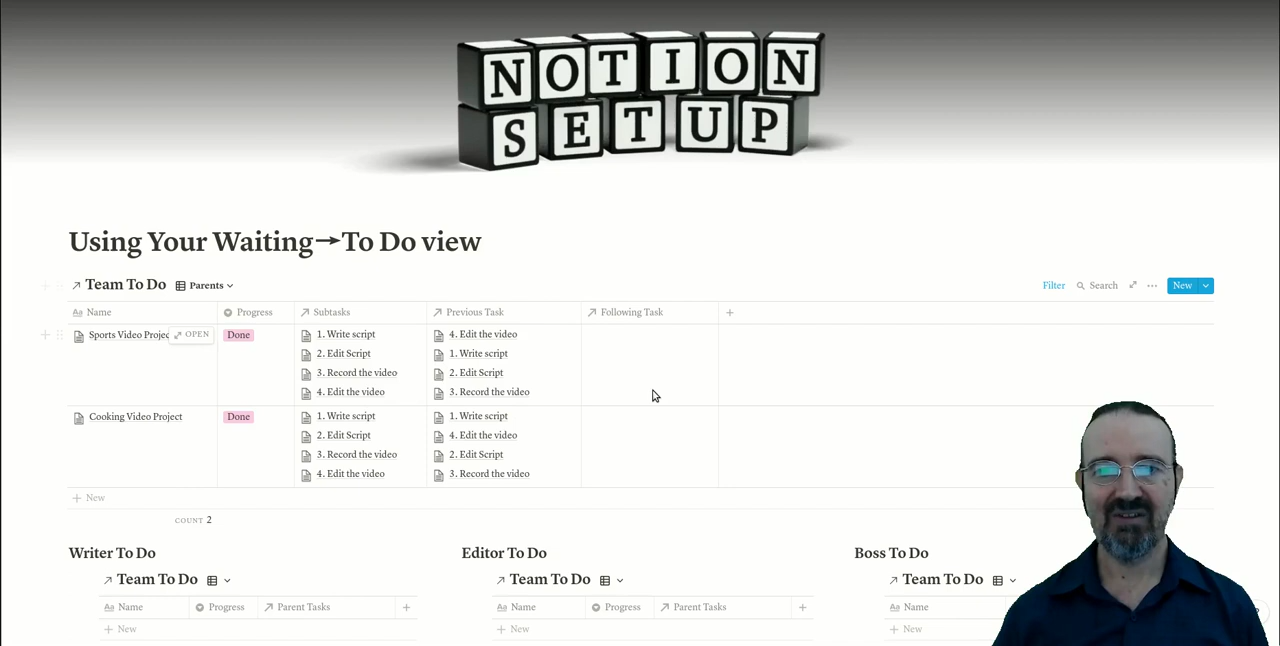 NOTION
SETUP
Using Your Waiting→To Do view
Team To Do Parents
Filter Search ... New
Aa Name Progress Subtasks Previous Task Following Task
Sports Video Projec OPEN Done 1. Write script 4. Edit the video
2. Edit Script 1. Write script
3. Record the video 2. Edit Script
4. Edit the video 3. Record the video
Cooking Video Project Done 1. Write script 1. Write script
2. Edit Script 4. Edit the video
3. Record the video 2. Edit Script
4. Edit the video 3. Record the video
+ New
COUNT 2
Writer To Do Editor To Do Boss To Do
Team To Do Team To Do Team To Do
Aa Name Progress Parent Tasks + Aa Name Progress Parent Tasks + Aa Name
+ New + New + New